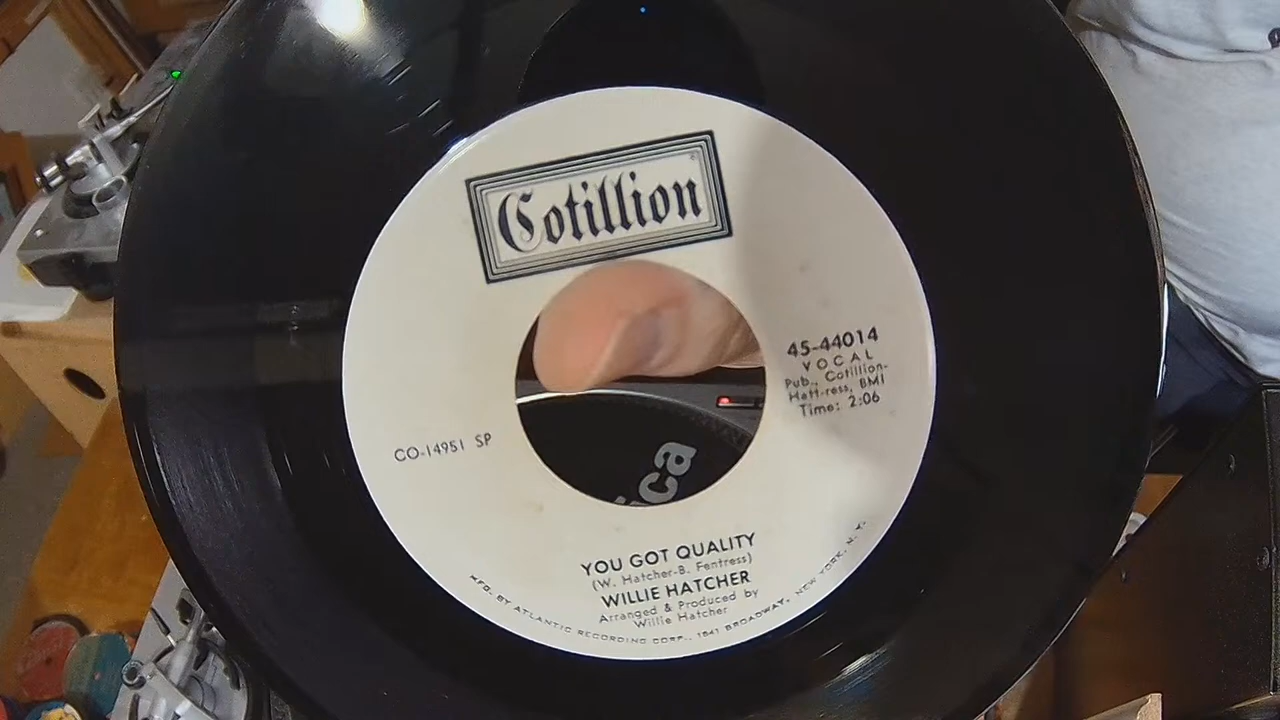 Cotillion
45-44014
VOCAL
Pub., Cotillion-
Hatt-ress, BMI
Time: 2:06
CO-14951 SP
ica
YOU GOT QUALITY
(W. Hatcher-B. Fentress)
WILLIE HATCHER
Arranged & Produced by
Willie Hatcher
MFG. BY ATLANTIC RECORDING CORP., 1841 BROADWAY, NEW YORK, N. Y.